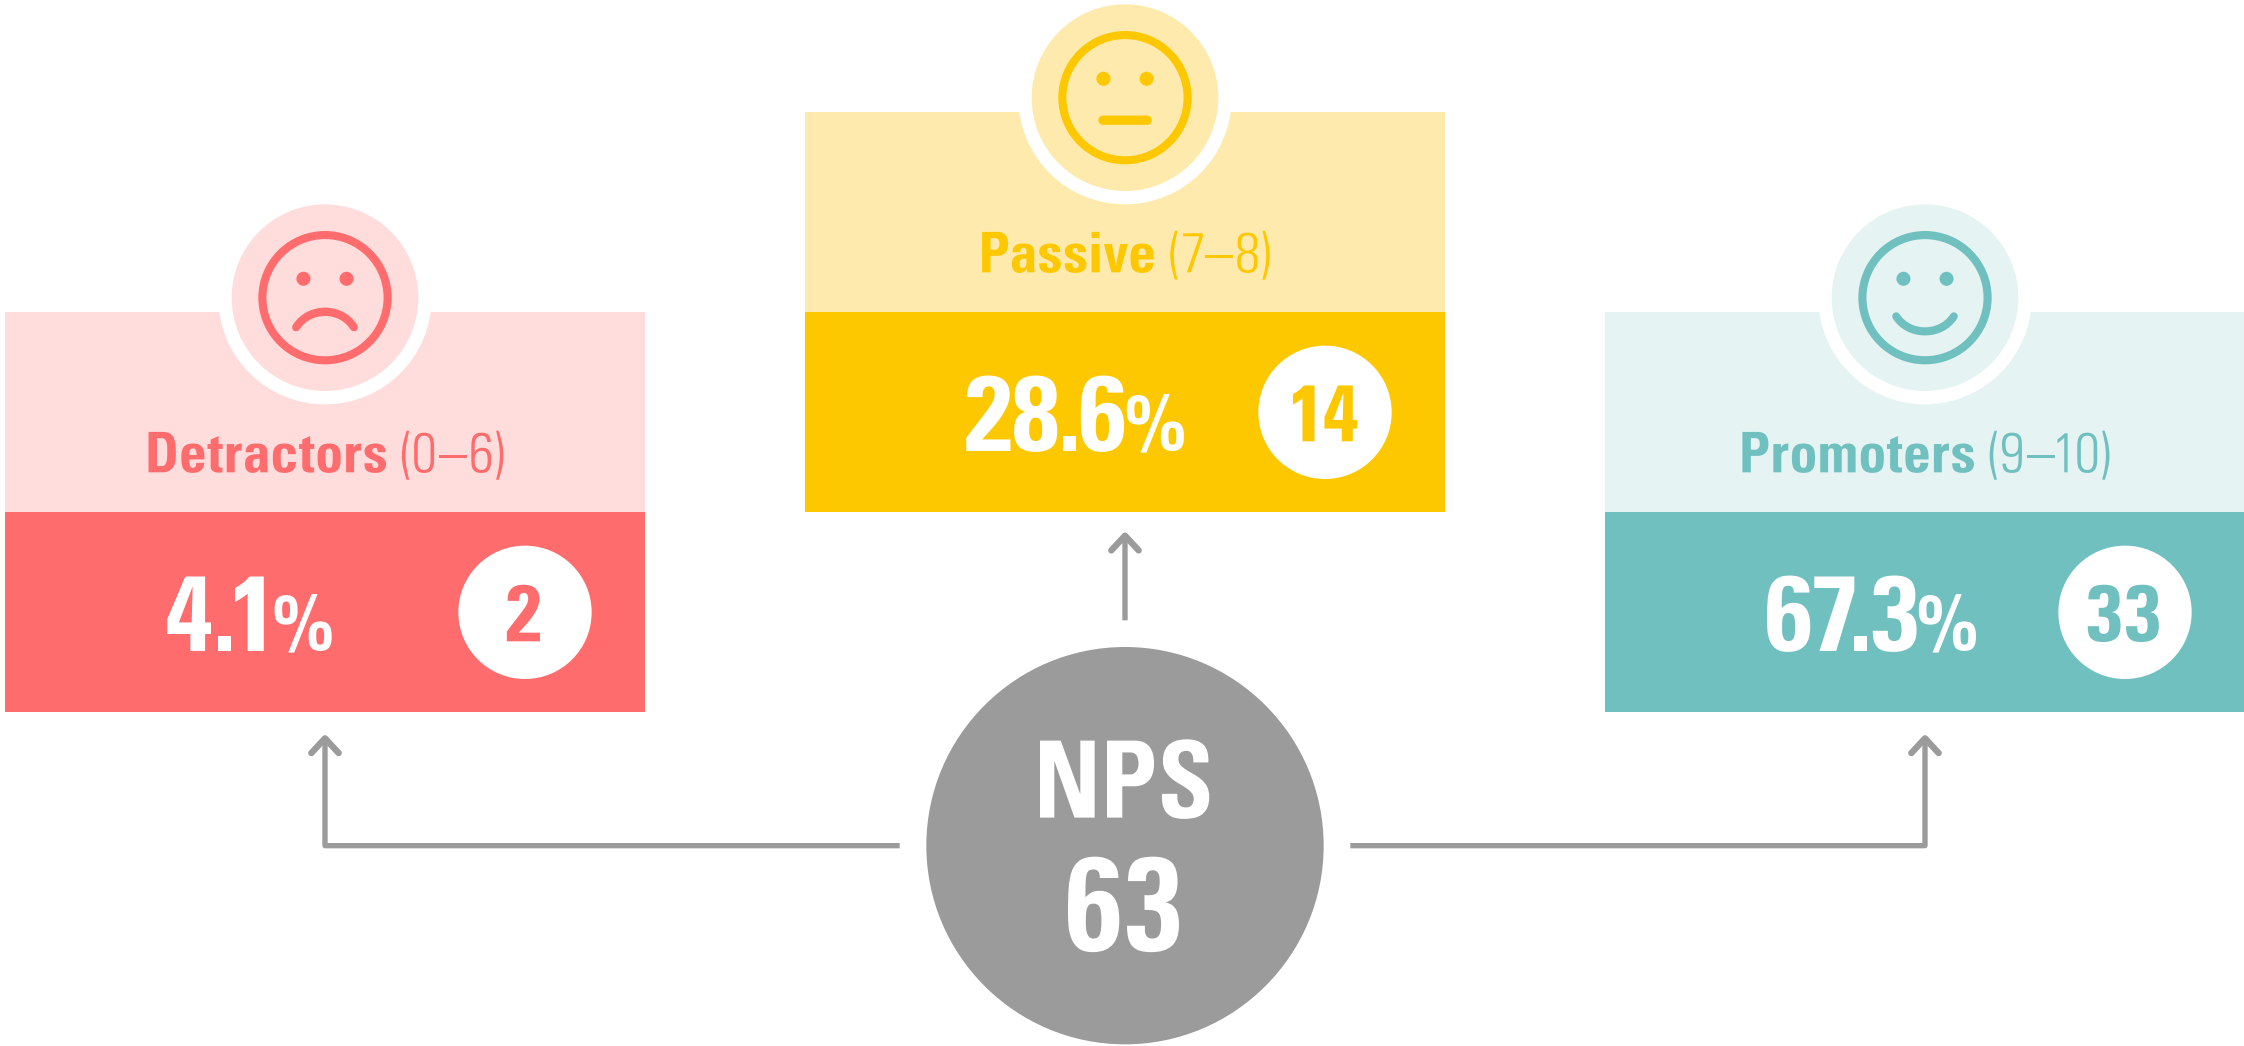 Passive (7–8)
28.6% 14
Detractors (0–6)
4.1% 2
Promoters (9–10)
67.3% 33
NPS
63